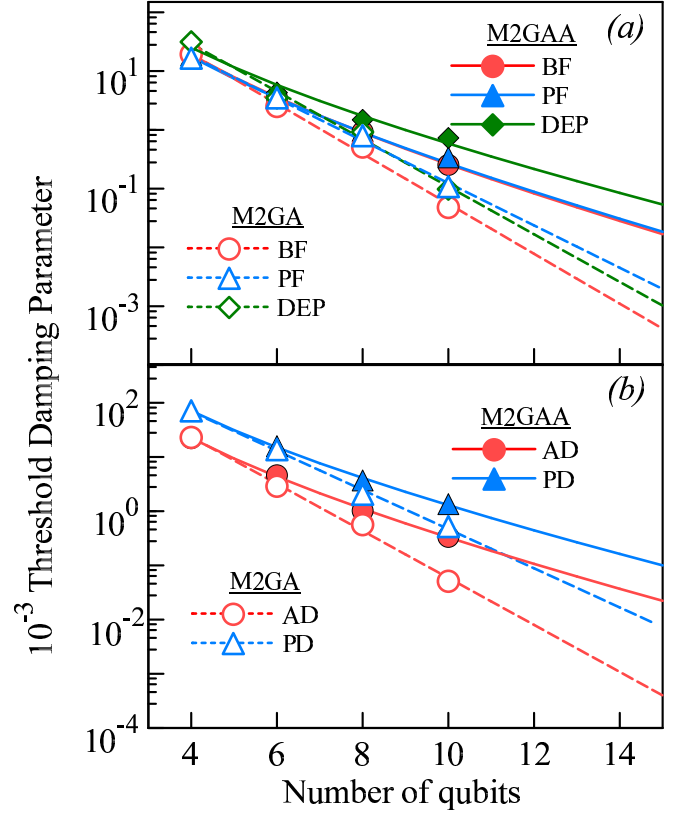 (a)
M2GAA
BF
PF
DEP
10^1
10^-1
10^-3
M2GA
BF
PF
DEP
(b)
M2GAA
AD
PD
10^2
10^0
10^-2
10^-4
M2GA
AD
PD
4 6 8 10 12 14
Number of qubits
10^-3 Threshold Damping Parameter